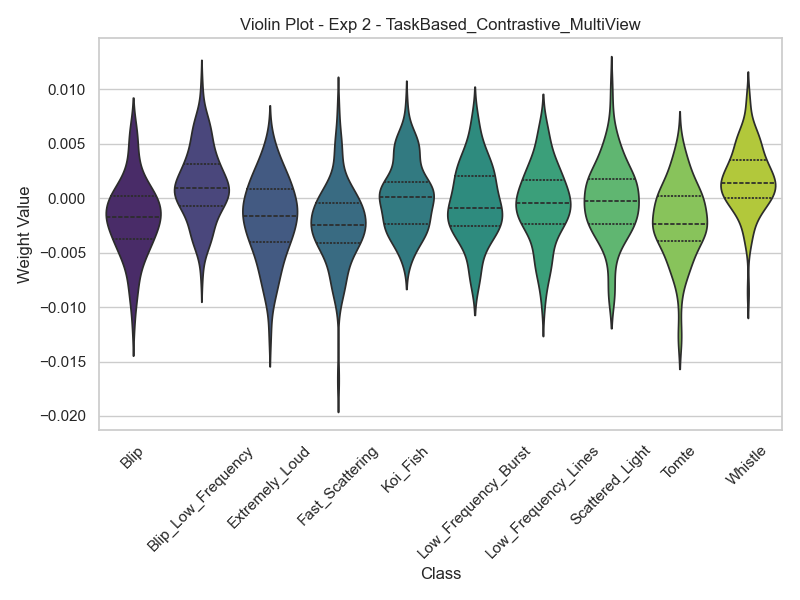 Violin Plot - Exp 2 - TaskBased_Contrastive_MultiView
0.010
0.005
0.000
−0.005
−0.010
−0.015
−0.020
Weight Value
Blip
Blip_Low_Frequency
Extremely_Loud
Fast_Scattering
Koi_Fish
Low_Frequency_Burst
Low_Frequency_Lines
Scattered_Light
Tomte
Whistle
Class